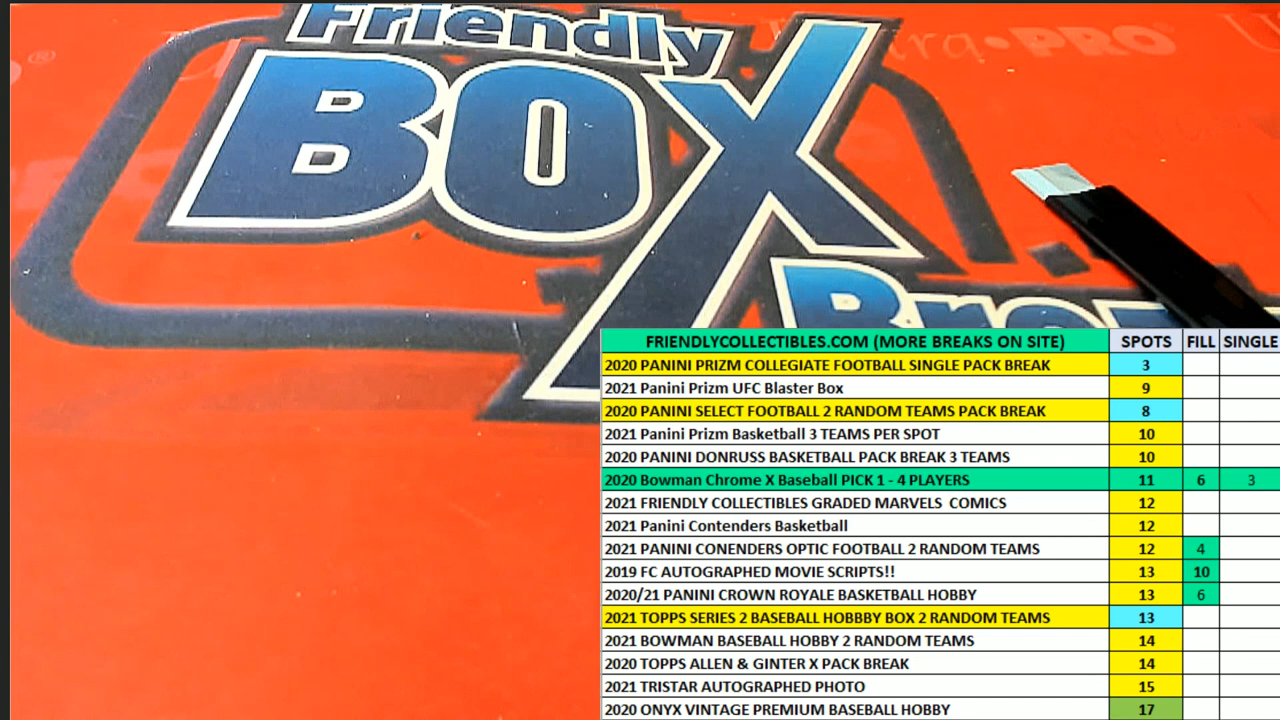 Friendly
BOX
ultra•PRO®
FRIENDLYCOLLECTIBLES.COM (MORE BREAKS ON SITE) SPOTS FILL SINGLE
2020 PANINI PRIZM COLLEGIATE FOOTBALL SINGLE PACK BREAK 3
2021 Panini Prizm UFC Blaster Box 9
2020 PANINI SELECT FOOTBALL 2 RANDOM TEAMS PACK BREAK 8
2021 Panini Prizm Basketball 3 TEAMS PER SPOT 10
2020 PANINI DONRUSS BASKETBALL PACK BREAK 3 TEAMS 10
2020 Bowman Chrome X Baseball PICK 1 - 4 PLAYERS 11 6 3
2021 FRIENDLY COLLECTIBLES GRADED MARVELS COMICS 12
2021 Panini Contenders Basketball 12
2021 PANINI CONENDERS OPTIC FOOTBALL 2 RANDOM TEAMS 12 4
2019 FC AUTOGRAPHED MOVIE SCRIPTS!! 13 10
2020/21 PANINI CROWN ROYALE BASKETBALL HOBBY 13 6
2021 TOPPS SERIES 2 BASEBALL HOBBBY BOX 2 RANDOM TEAMS 13
2021 BOWMAN BASEBALL HOBBY 2 RANDOM TEAMS 14
2020 TOPPS ALLEN & GINTER X PACK BREAK 14
2021 TRISTAR AUTOGRAPHED PHOTO 15
2020 ONYX VINTAGE PREMIUM BASEBALL HOBBY 17